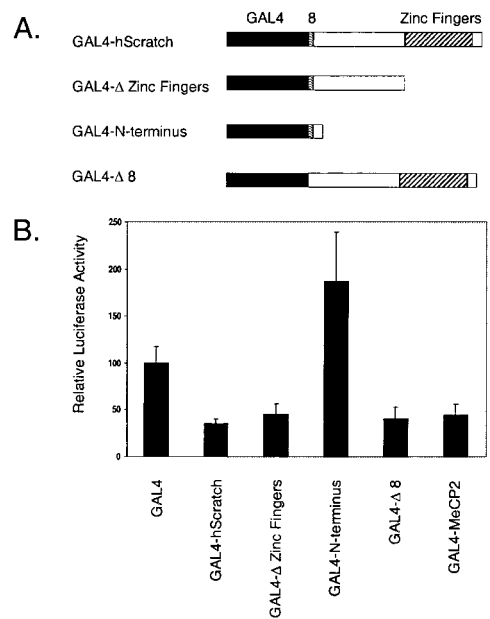 A.
GAL4 8 Zinc Fingers
GAL4-hScratch
GAL4-Δ Zinc Fingers
GAL4-N-terminus
GAL4-Δ 8
B.
Relative Luciferase Activity
250
200
150
100
50
0
GAL4
GAL4-hScratch
GAL4-Δ Zinc Fingers
GAL4-N-terminus
GAL4-Δ 8
GAL4-MeCP2